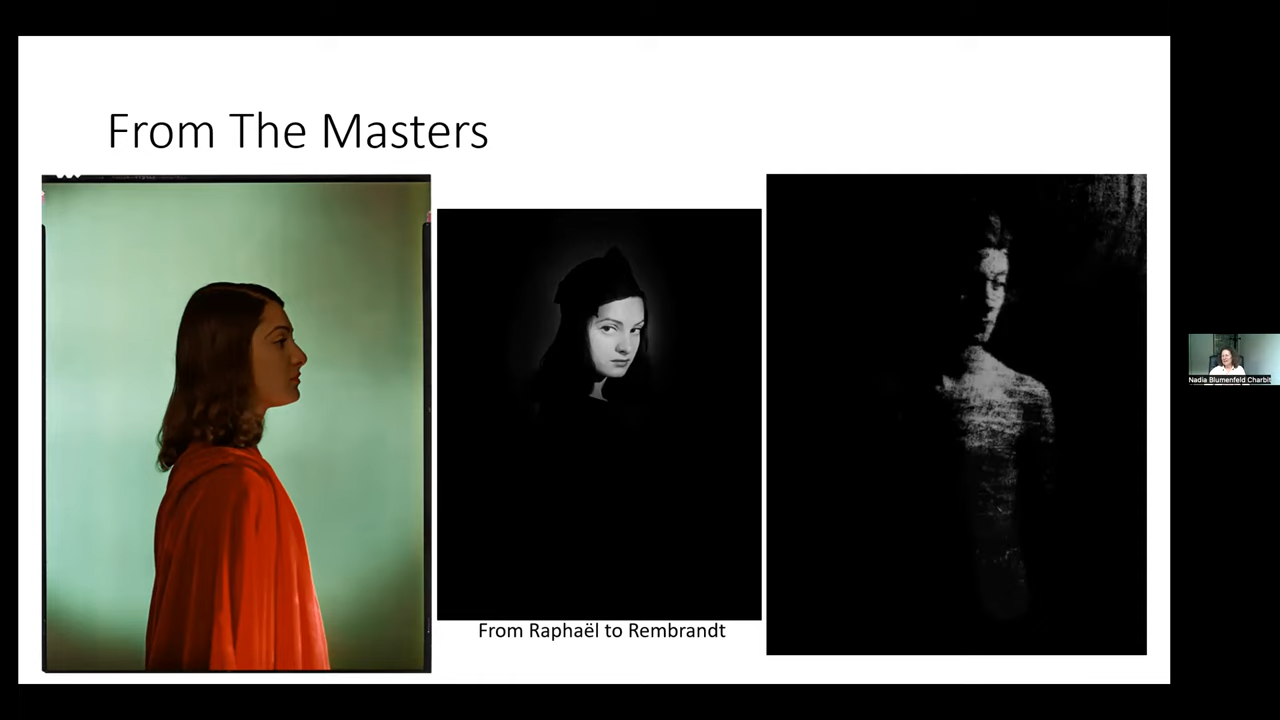 From The Masters
From Raphaël to Rembrandt
Nadia Blumenfeld Charbit